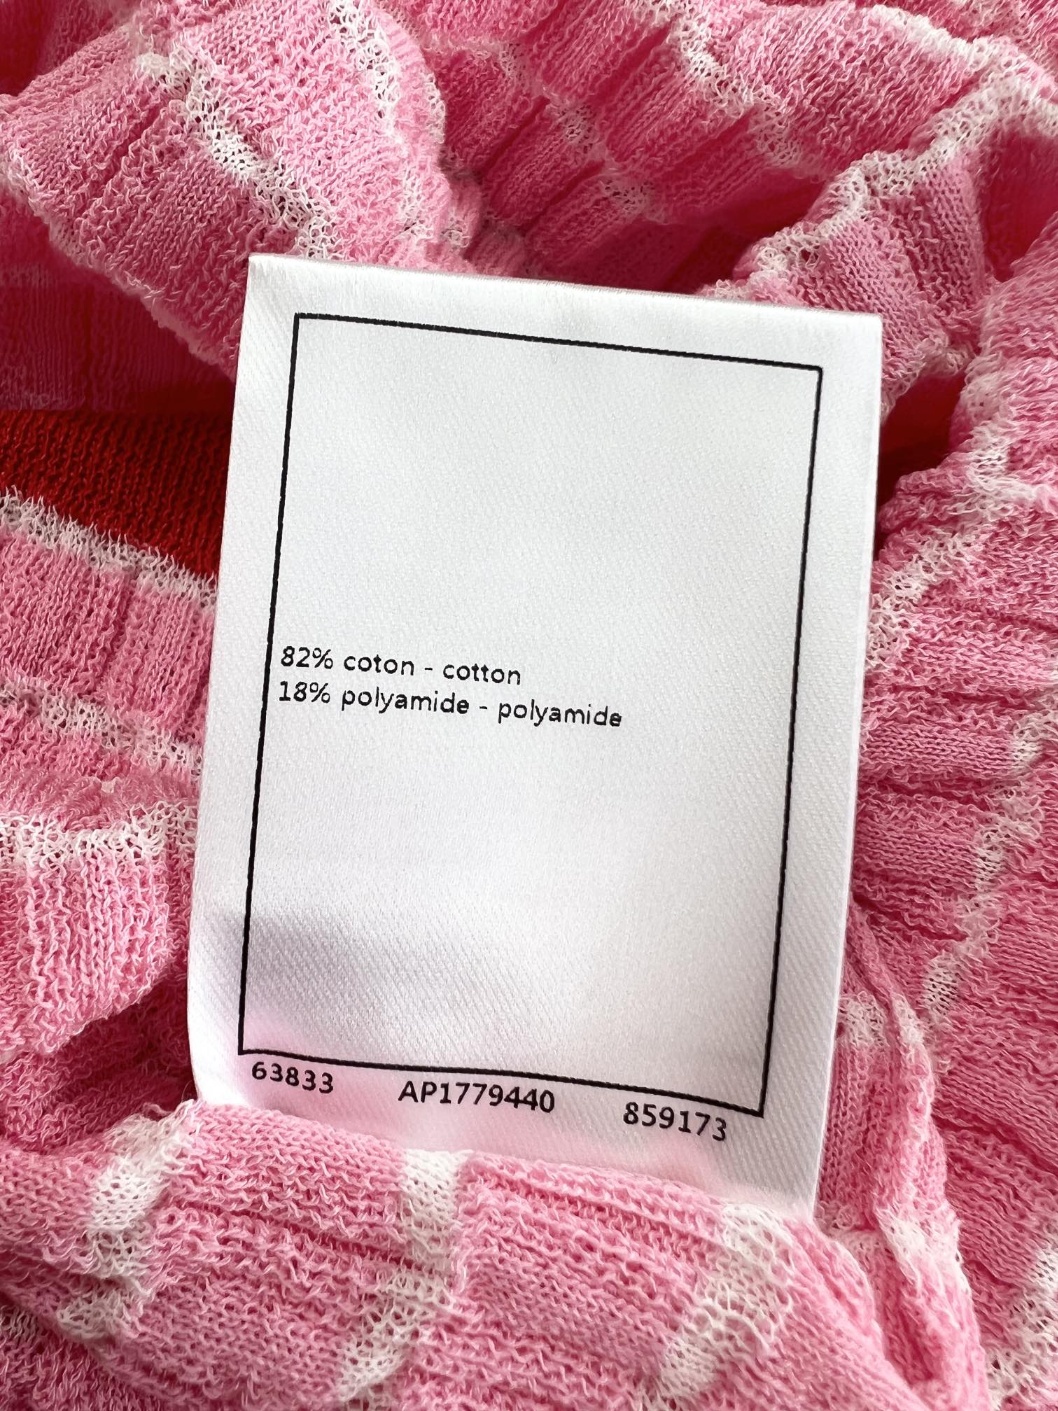 82% coton - cotton
18% polyamide - polyamide
63833 AP1779440 859173